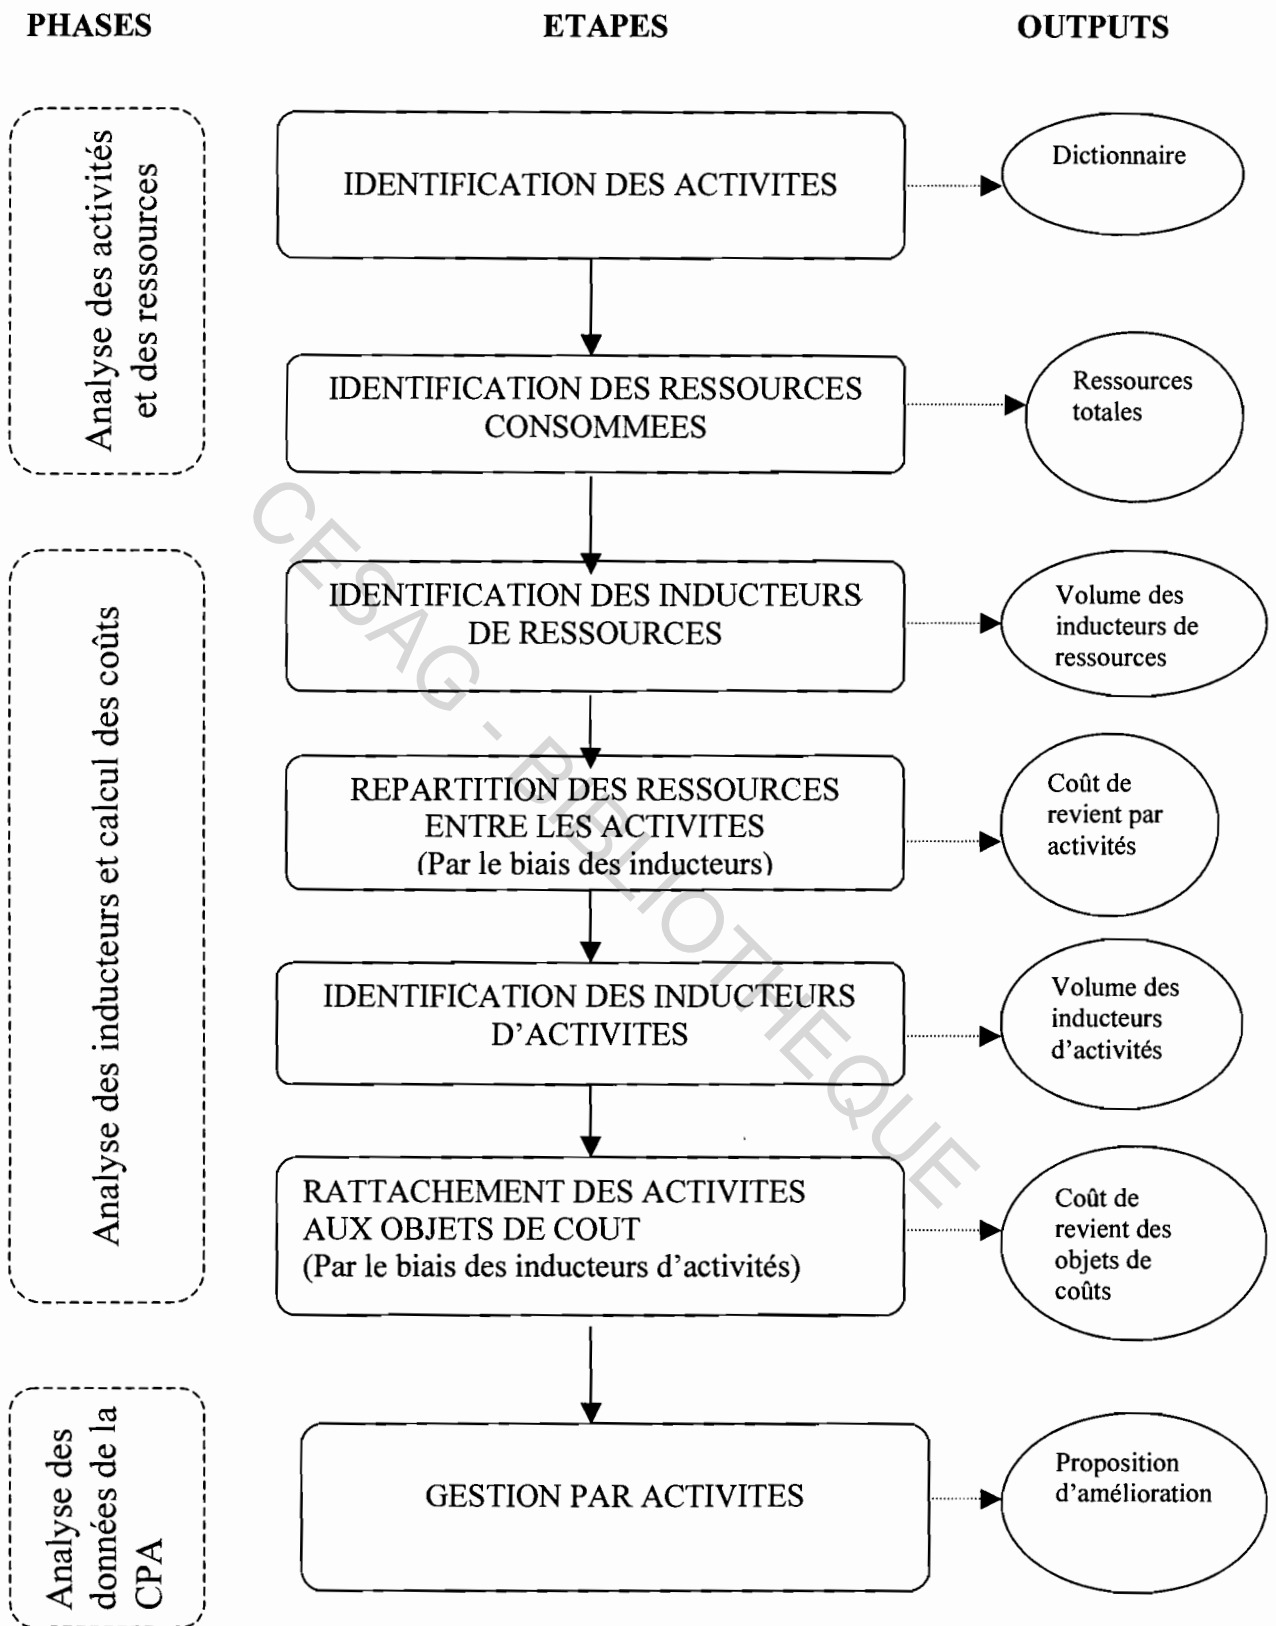 PHASES
ETAPES
OUTPUTS
Analyse des activités
et des ressources
IDENTIFICATION DES ACTIVITES
Dictionnaire
IDENTIFICATION DES RESSOURCES
CONSOMMEES
Ressources
totales
Analyse des inducteurs et calcul des coûts
IDENTIFICATION DES INDUCTEURS
DE RESSOURCES
Volume des
inducteurs de
ressources
REPARTITION DES RESSOURCES
ENTRE LES ACTIVITES
(Par le biais des inducteurs)
Coût de
revient par
activités
IDENTIFICATION DES INDUCTEURS
D'ACTIVITES
Volume des
inducteurs
d'activités
RATTACHEMENT DES ACTIVITES
AUX OBJETS DE COUT
(Par le biais des inducteurs d'activités)
Coût de
revient des
objets de
coûts
Analyse des
données de la
CPA
GESTION PAR ACTIVITES
Proposition
d'amélioration
CESAG - BIBLIOTHEQUE